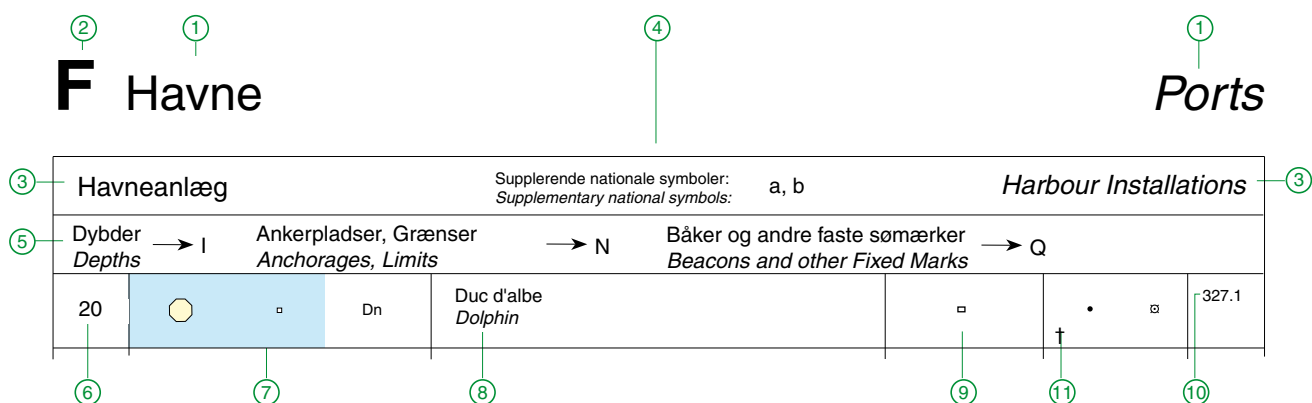 2 1 4 1
F Havne Ports
3 Havneanlæg Supplerende nationale symboler: a, b Harbour Installations 3
Supplementary national symbols:
5 Dybder → I Ankerpladser, Grænser → N Båker og andre faste sømærker → Q
Depths Anchorages, Limits Beacons and other Fixed Marks
20 Dn Duc d'albe 327.1
Dolphin
†
6 7 8 9 11 10